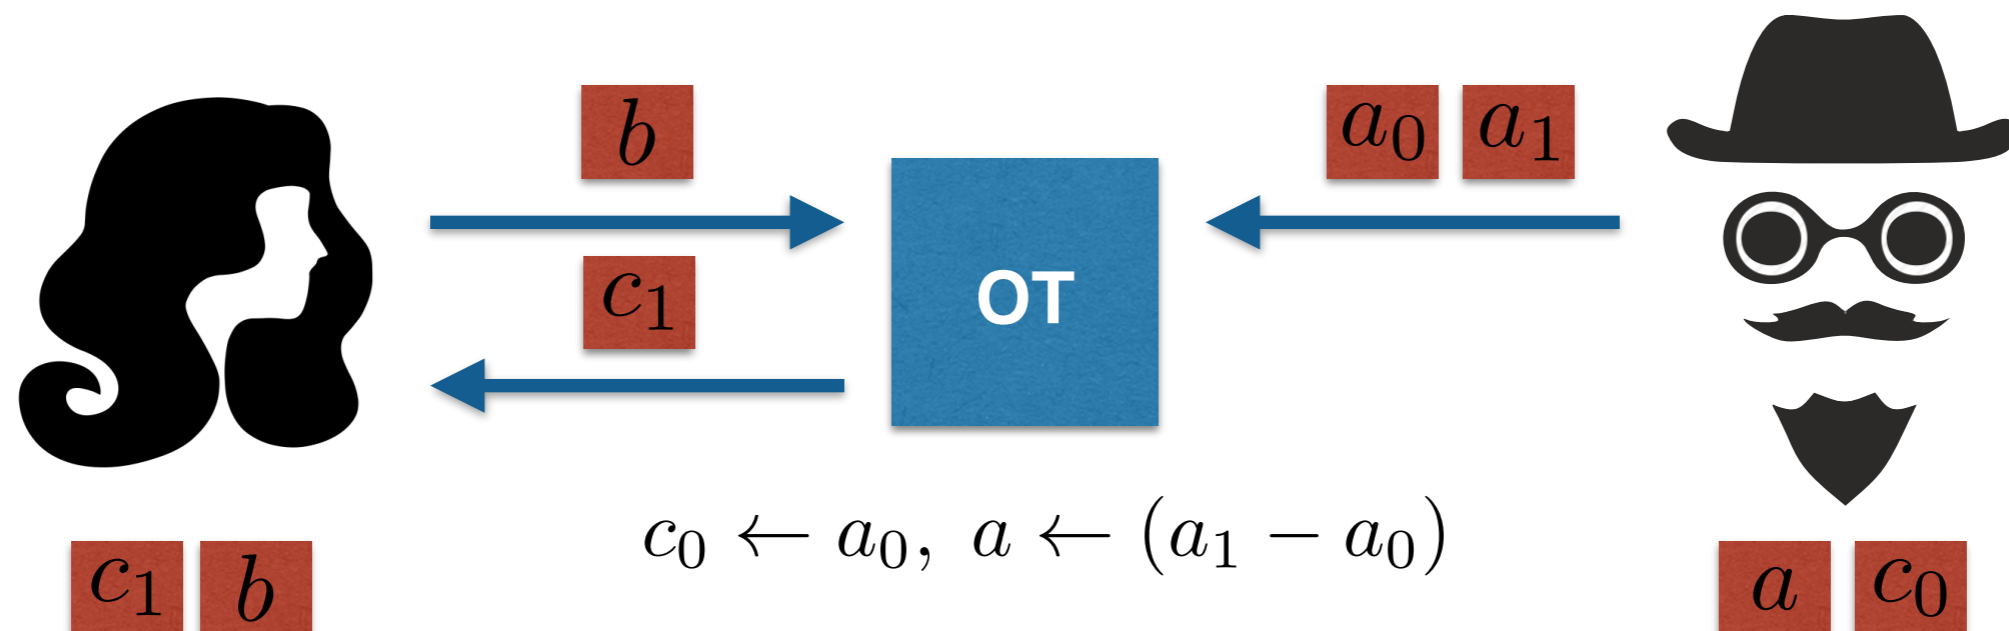 b
a₀ a₁
c₁
OT
c₀ ← a₀, a ← (a₁ − a₀)
c₁ b
a c₀